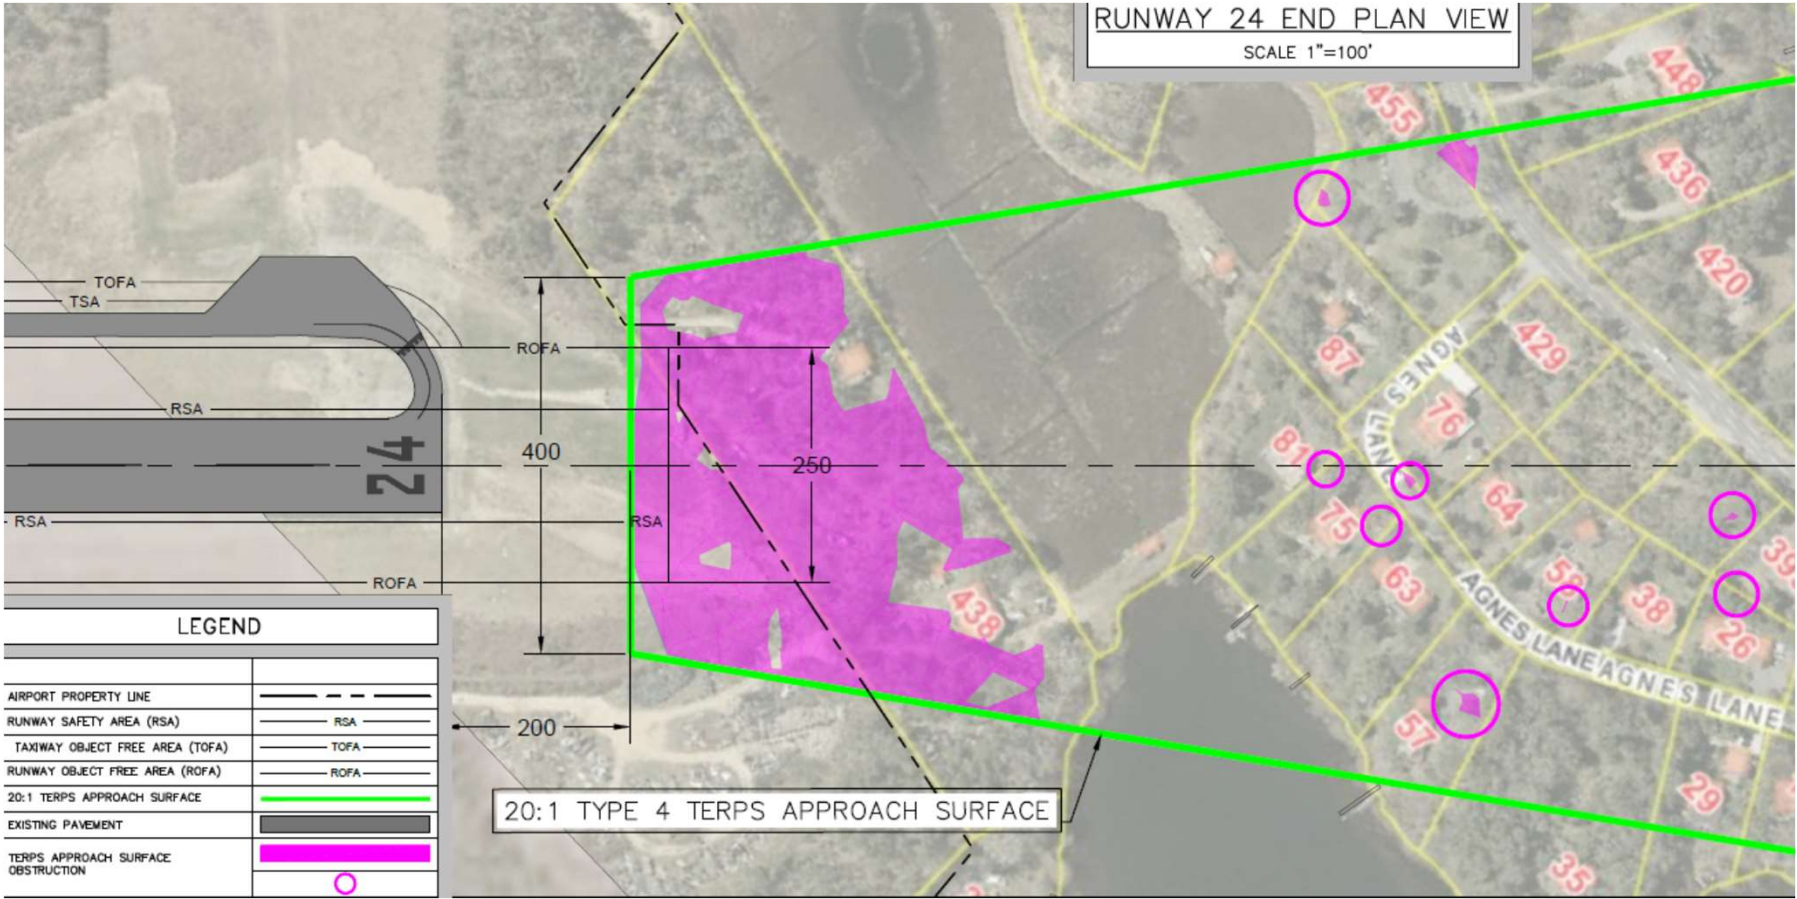 RUNWAY 24 END PLAN VIEW
SCALE 1"=100'
448
455
436
420
TOFA
TSA
ROFA
429
87
AGNES LANE
76
RSA
24
400
250
81
64
75
RSA
RSA
ROFA
63
58
38
26
438
AGNES LANE
AGNES LANE
57
29
35
200
20:1 TYPE 4 TERPS APPROACH SURFACE
LEGEND
AIRPORT PROPERTY LINE
RUNWAY SAFETY AREA (RSA)
RSA
TAXIWAY OBJECT FREE AREA (TOFA)
TOFA
RUNWAY OBJECT FREE AREA (ROFA)
ROFA
20:1 TERPS APPROACH SURFACE
EXISTING PAVEMENT
TERPS APPROACH SURFACE
OBSTRUCTION